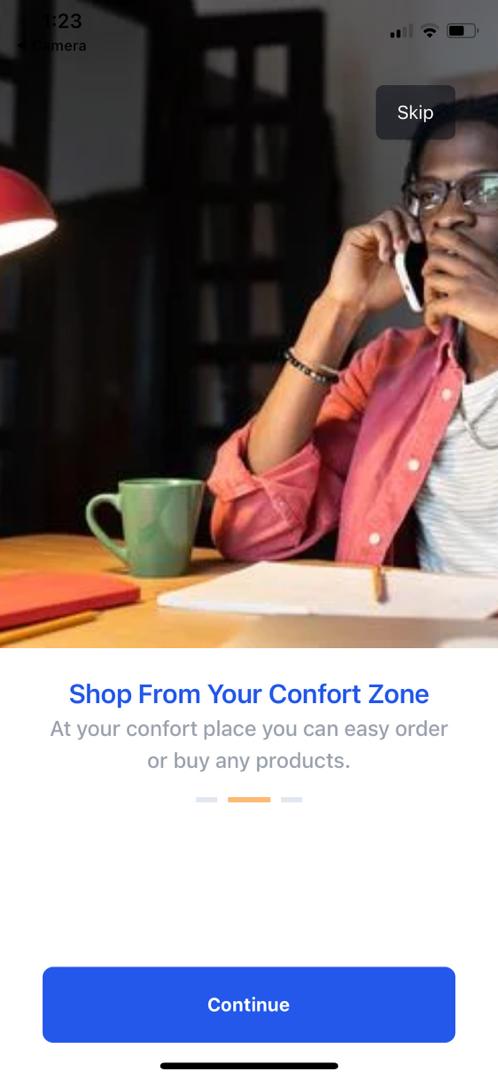 1:23
Camera
Skip
Shop From Your Confort Zone
At your confort place you can easy order
or buy any products.
Continue